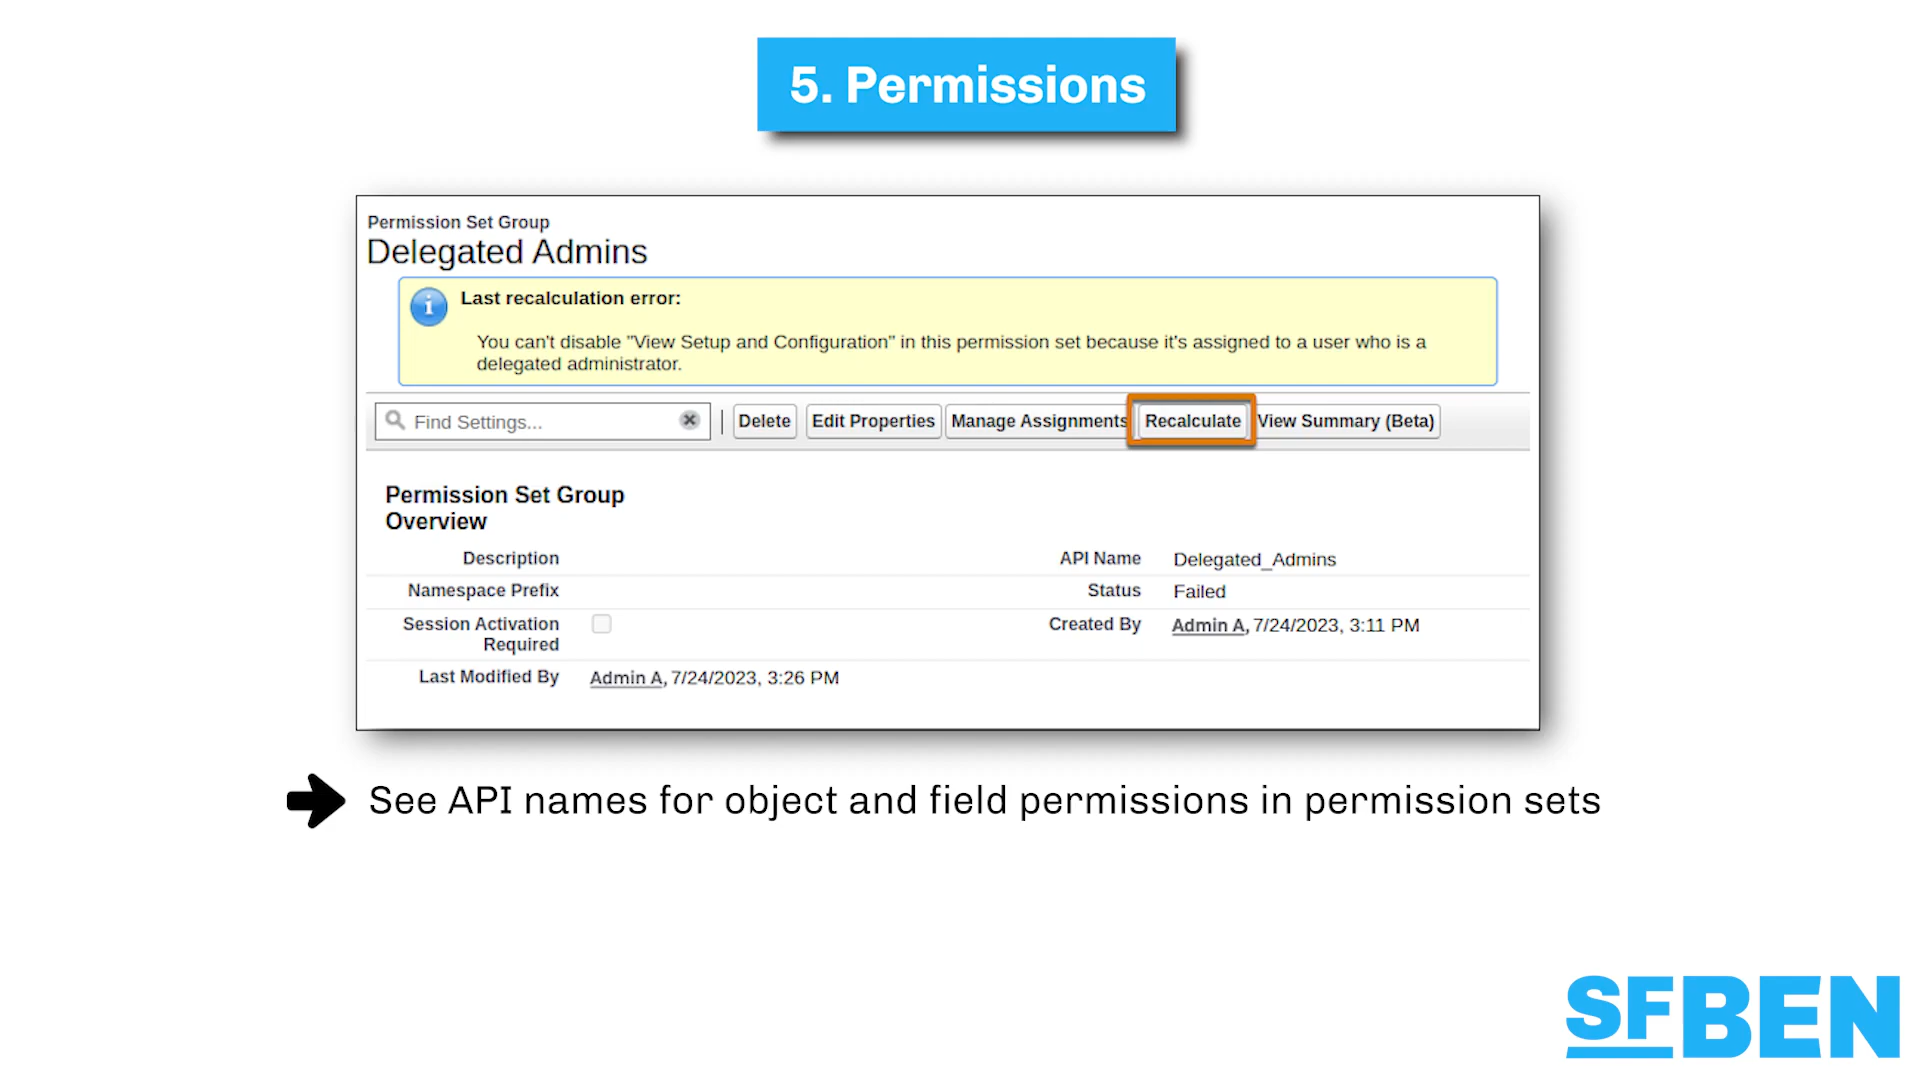 5. Permissions
Permission Set Group
Delegated Admins
Last recalculation error:
You can't disable "View Setup and Configuration" in this permission set because it's assigned to a user who is a
delegated administrator.
Find Settings... Delete Edit Properties Manage Assignments Recalculate View Summary (Beta)
Permission Set Group
Overview
Description API Name Delegated_Admins
Namespace Prefix Status Failed
Session Activation Created By Admin A, 7/24/2023, 3:11 PM
Required
Last Modified By Admin A, 7/24/2023, 3:26 PM
See API names for object and field permissions in permission sets
SFBEN